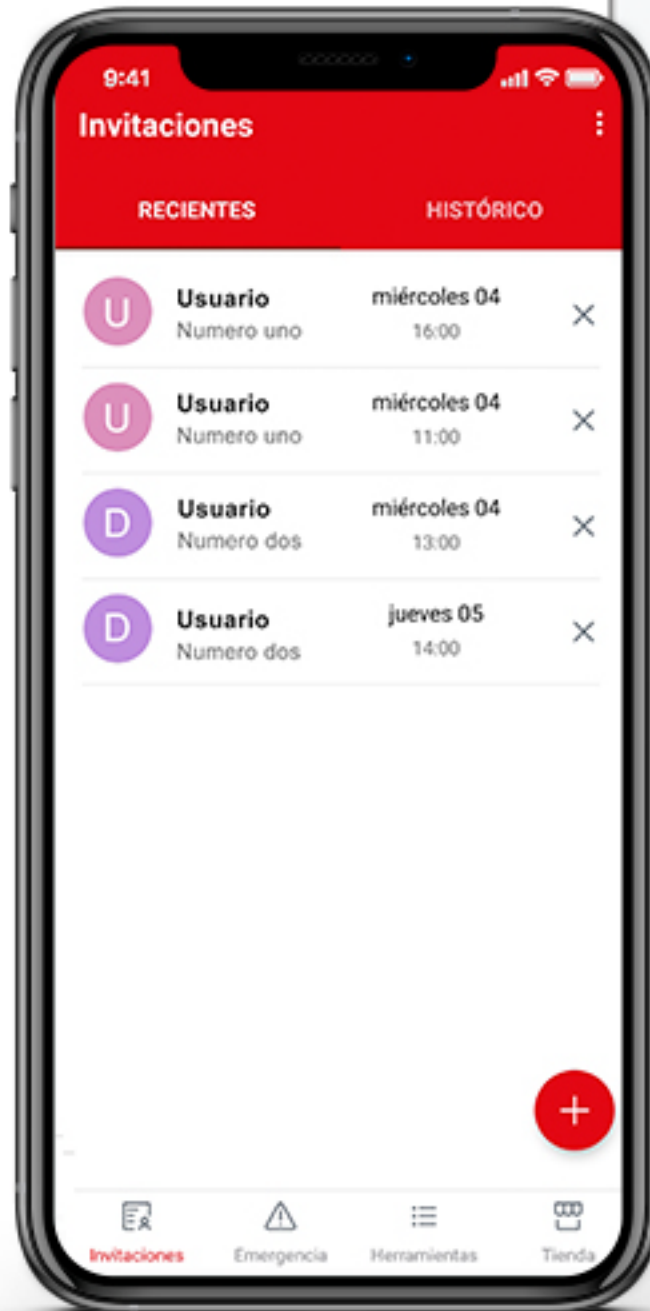 9:41
Invitaciones
RECIENTES HISTÓRICO
U Usuario miércoles 04
Numero uno 16:00
U Usuario miércoles 04
Numero uno 11:00
D Usuario miércoles 04
Numero dos 13:00
D Usuario jueves 05
Numero dos 14:00
Invitaciones Emergencia Herramientas Tienda